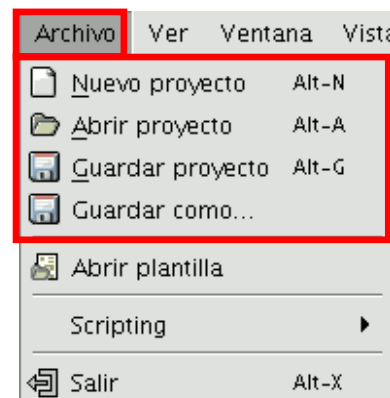 Archivo Ver Ventana Vista
Nuevo proyecto Alt-N
Abrir proyecto Alt-A
Guardar proyecto Alt-G
Guardar como...
Abrir plantilla
Scripting
Salir Alt-X